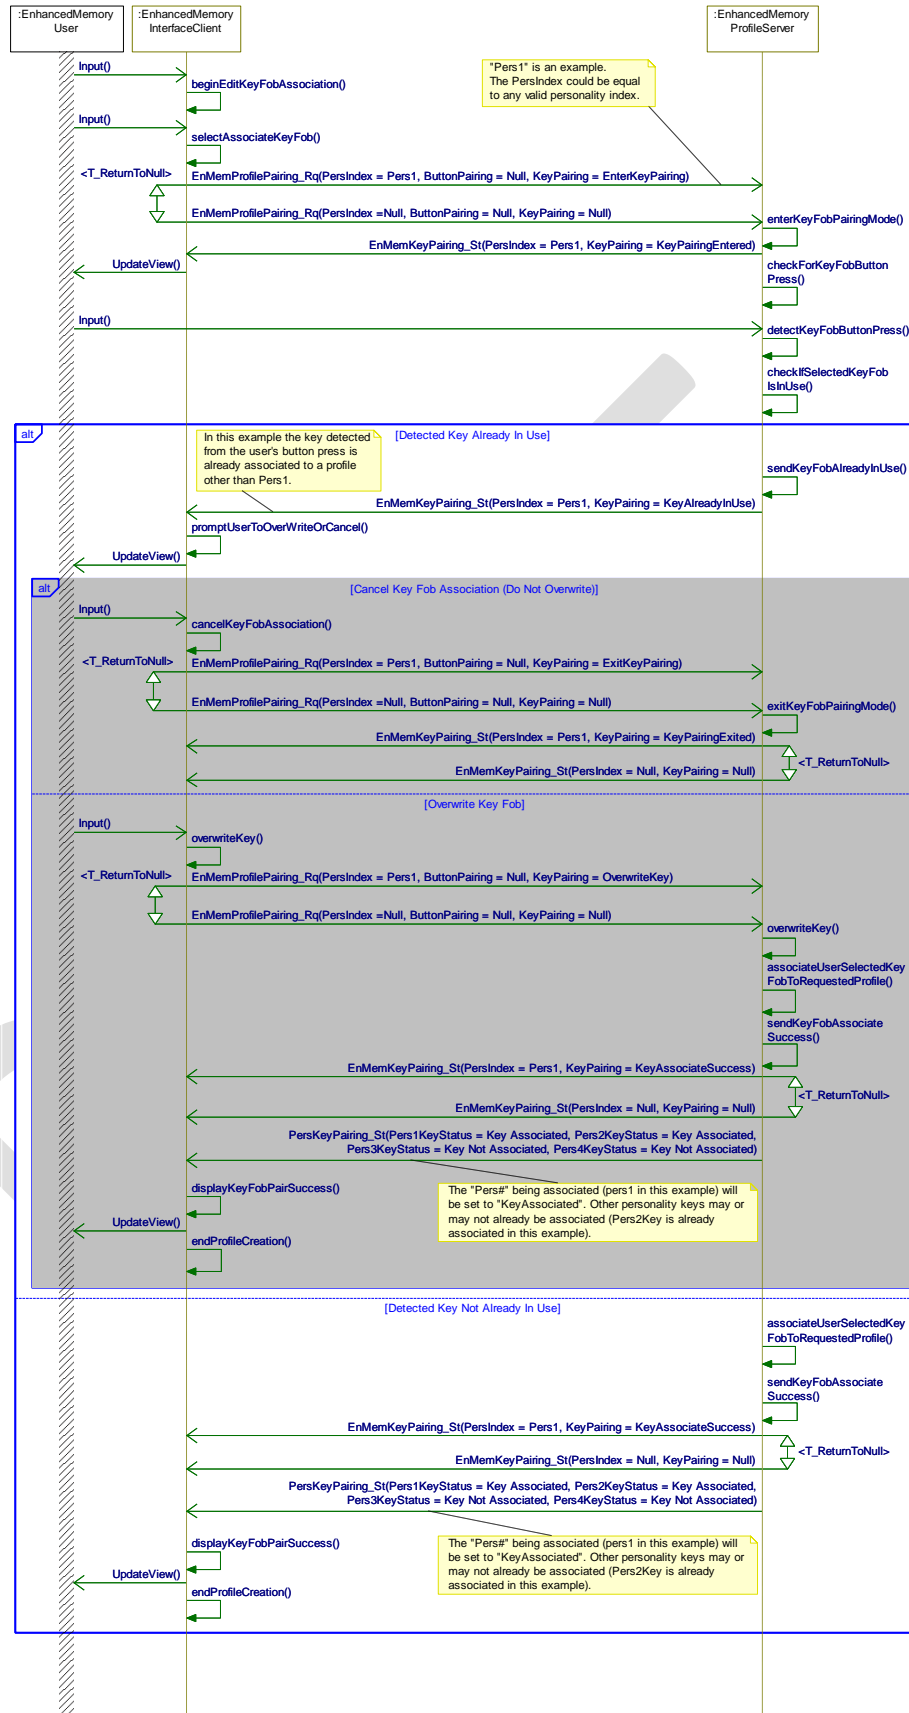 :EnhancedMemory
User
:EnhancedMemory
InterfaceClient
:EnhancedMemory
ProfileServer
Input()
"Pers1" is an example.
The PersIndex could be equal
to any valid personality index.
beginEditKeyFobAssociation()
Input()
selectAssociateKeyFob()
<T_ReturnToNull>
EnMemProfilePairing_Rq(PersIndex = Pers1, ButtonPairing = Null, KeyPairing = EnterKeyPairing)
EnMemProfilePairing_Rq(PersIndex =Null, ButtonPairing = Null, KeyPairing = Null)
enterKeyFobPairingMode()
EnMemKeyPairing_St(PersIndex = Pers1, KeyPairing = KeyPairingEntered)
UpdateView()
checkForKeyFobButton
Press()
Input()
detectKeyFobButtonPress()
checkIfSelectedKeyFob
IsInUse()
alt
[Detected Key Already In Use]
In this example the key detected
from the user's button press is
already associated to a profile
other than Pers1.
sendKeyFobAlreadyInUse()
EnMemKeyPairing_St(PersIndex = Pers1, KeyPairing = KeyAlreadyInUse)
promptUserToOverWriteOrCancel()
UpdateView()
alt
[Cancel Key Fob Association (Do Not Overwrite)]
Input()
cancelKeyFobAssociation()
<T_ReturnToNull>
EnMemProfilePairing_Rq(PersIndex = Pers1, ButtonPairing = Null, KeyPairing = ExitKeyPairing)
EnMemProfilePairing_Rq(PersIndex =Null, ButtonPairing = Null, KeyPairing = Null)
exitKeyFobPairingMode()
EnMemKeyPairing_St(PersIndex = Pers1, KeyPairing = KeyPairingExited)
<T_ReturnToNull>
EnMemKeyPairing_St(PersIndex = Null, KeyPairing = Null)
[Overwrite Key Fob]
Input()
overwriteKey()
<T_ReturnToNull>
EnMemProfilePairing_Rq(PersIndex = Pers1, ButtonPairing = Null, KeyPairing = OverwriteKey)
EnMemProfilePairing_Rq(PersIndex =Null, ButtonPairing = Null, KeyPairing = Null)
overwriteKey()
associateUserSelectedKey
FobToRequestedProfile()
sendKeyFobAssociate
Success()
EnMemKeyPairing_St(PersIndex = Pers1, KeyPairing = KeyAssociateSuccess)
<T_ReturnToNull>
EnMemKeyPairing_St(PersIndex = Null, KeyPairing = Null)
PersKeyPairing_St(Pers1KeyStatus = Key Associated, Pers2KeyStatus = Key Associated,
Pers3KeyStatus = Key Not Associated, Pers4KeyStatus = Key Not Associated)
displayKeyFobPairSuccess()
The "Pers#" being associated (pers1 in this example) will
be set to "KeyAssociated". Other personality keys may or
may not already be associated (Pers2Key is already
associated in this example).
UpdateView()
endProfileCreation()
[Detected Key Not Already In Use]
associateUserSelectedKey
FobToRequestedProfile()
sendKeyFobAssociate
Success()
EnMemKeyPairing_St(PersIndex = Pers1, KeyPairing = KeyAssociateSuccess)
<T_ReturnToNull>
EnMemKeyPairing_St(PersIndex = Null, KeyPairing = Null)
PersKeyPairing_St(Pers1KeyStatus = Key Associated, Pers2KeyStatus = Key Associated,
Pers3KeyStatus = Key Not Associated, Pers4KeyStatus = Key Not Associated)
displayKeyFobPairSuccess()
The "Pers#" being associated (pers1 in this example) will
be set to "KeyAssociated". Other personality keys may or
may not already be associated (Pers2Key is already
associated in this example).
UpdateView()
endProfileCreation()